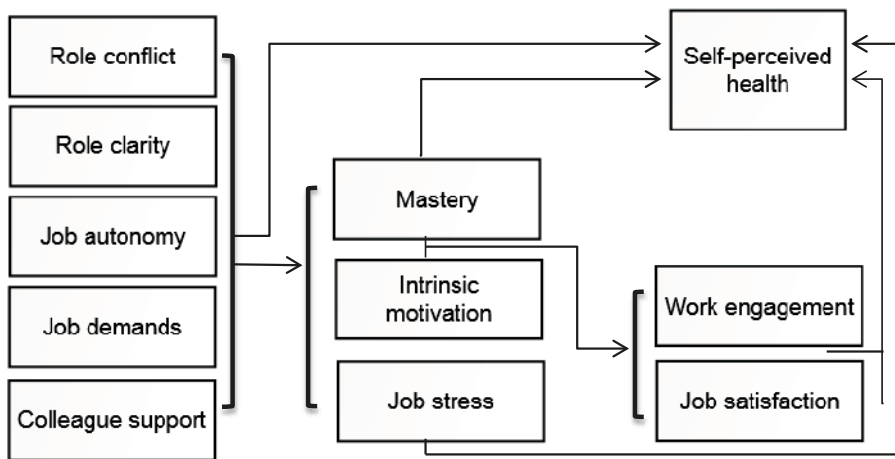 Role conflict
Role clarity
Job autonomy
Job demands
Colleague support
Mastery
Intrinsic
motivation
Job stress
Self-perceived
health
Work engagement
Job satisfaction